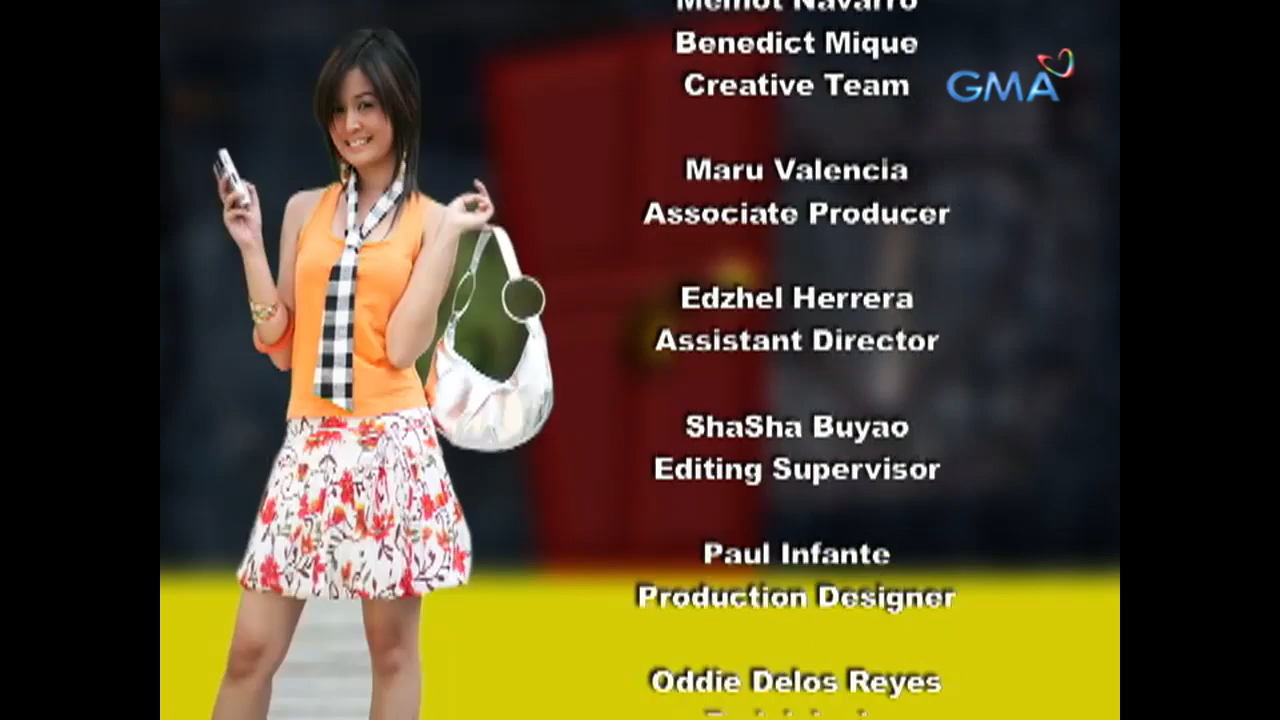 Benedict Mique
Creative Team
GMA
Maru Valencia
Associate Producer
Edzhel Herrera
Assistant Director
ShaSha Buyao
Editing Supervisor
Paul Infante
Production Designer
Oddie Delos Reyes